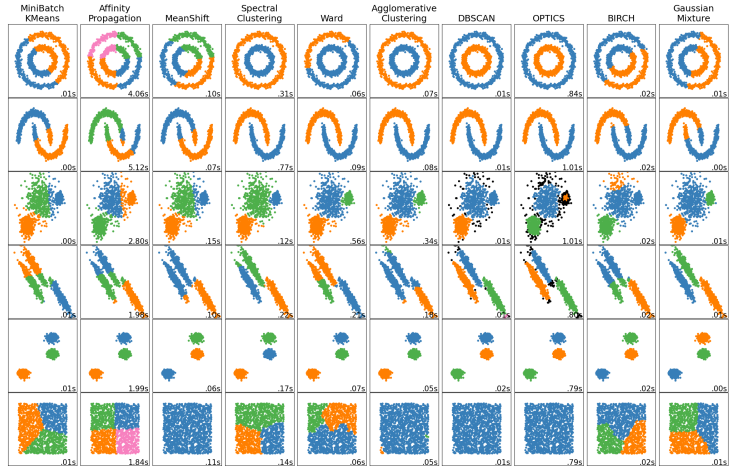 MiniBatch KMeans
Affinity Propagation
MeanShift
Spectral Clustering
Ward
Agglomerative Clustering
DBSCAN
OPTICS
BIRCH
Gaussian Mixture
.01s 4.06s .10s .31s .06s .07s .01s .84s .02s .01s
.00s 5.12s .07s .77s .09s .08s .01s 1.01s .02s .00s
.00s 2.80s .15s .12s .56s .34s .01s 1.01s .02s .01s
.01s 1.98s .10s .22s .18s .01s .02s .01s
.01s 1.99s .06s .17s .07s .05s .02s .79s .02s .00s
.01s 1.84s .11s .14s .06s .05s .01s .79s .02s .01s